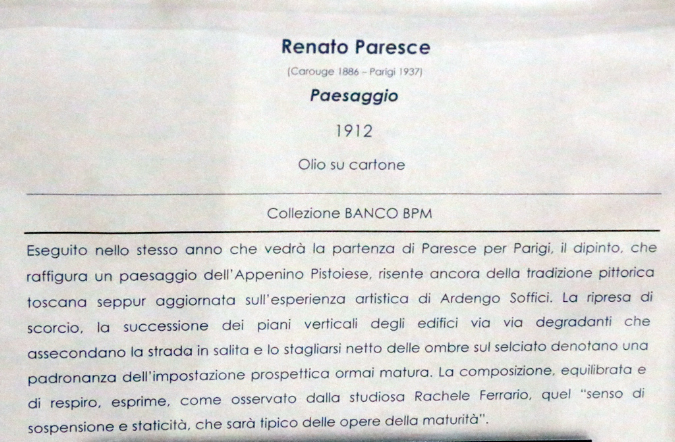 Renato Paresce
(Carouge 1886 – Parigi 1937)
Paesaggio
1912
Olio su cartone
Collezione BANCO BPM
Eseguito nello stesso anno che vedrà la partenza di Paresce per Parigi, il dipinto, che
raffigura un paesaggio dell'Appenino Pistoiese, risente ancora della tradizione pittorica
toscana seppur aggiornata sull'esperienza artistica di Ardengo Soffici. La ripresa di
scorcio, la successione dei piani verticali degli edifici via via degradanti che
assecondano la strada in salita e lo stagliarsi netto delle ombre sul selciato denotano una
padronanza dell'impostazione prospettica ormai matura. La composizione, equilibrata e
di respiro, esprime, come osservato dalla studiosa Rachele Ferrario, quel "senso di
sospensione e staticità, che sarà tipico delle opere della maturità".